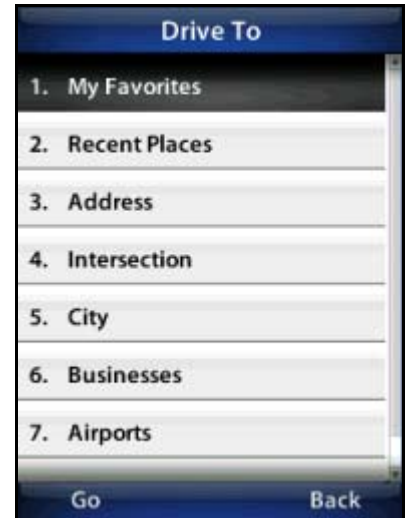 Drive To
1. My Favorites
2. Recent Places
3. Address
4. Intersection
5. City
6. Businesses
7. Airports
Go Back